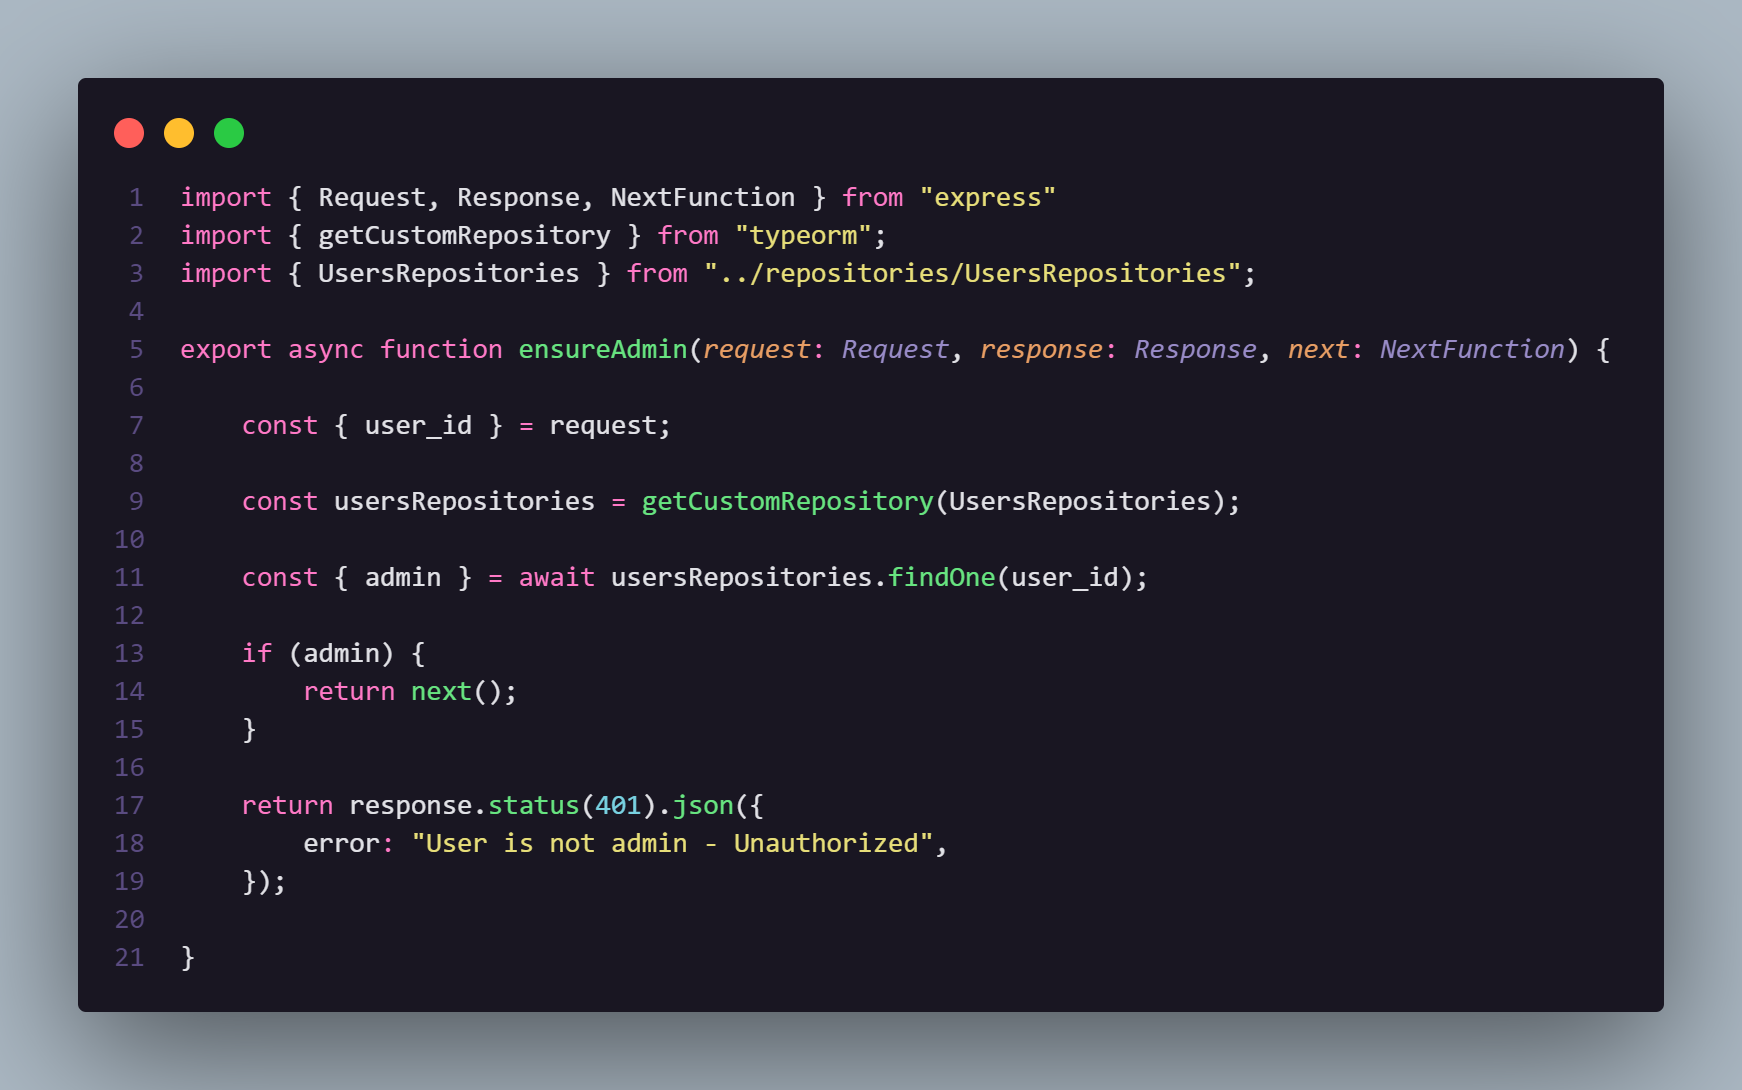 1 import { Request, Response, NextFunction } from "express"
2 import { getCustomRepository } from "typeorm";
3 import { UsersRepositories } from "../repositories/UsersRepositories";
4
5 export async function ensureAdmin(request: Request, response: Response, next: NextFunction) {
6
7     const { user_id } = request;
8
9     const usersRepositories = getCustomRepository(UsersRepositories);
10
11     const { admin } = await usersRepositories.findOne(user_id);
12
13     if (admin) {
14         return next();
15     }
16
17     return response.status(401).json({
18         error: "User is not admin - Unauthorized",
19     });
20
21 }